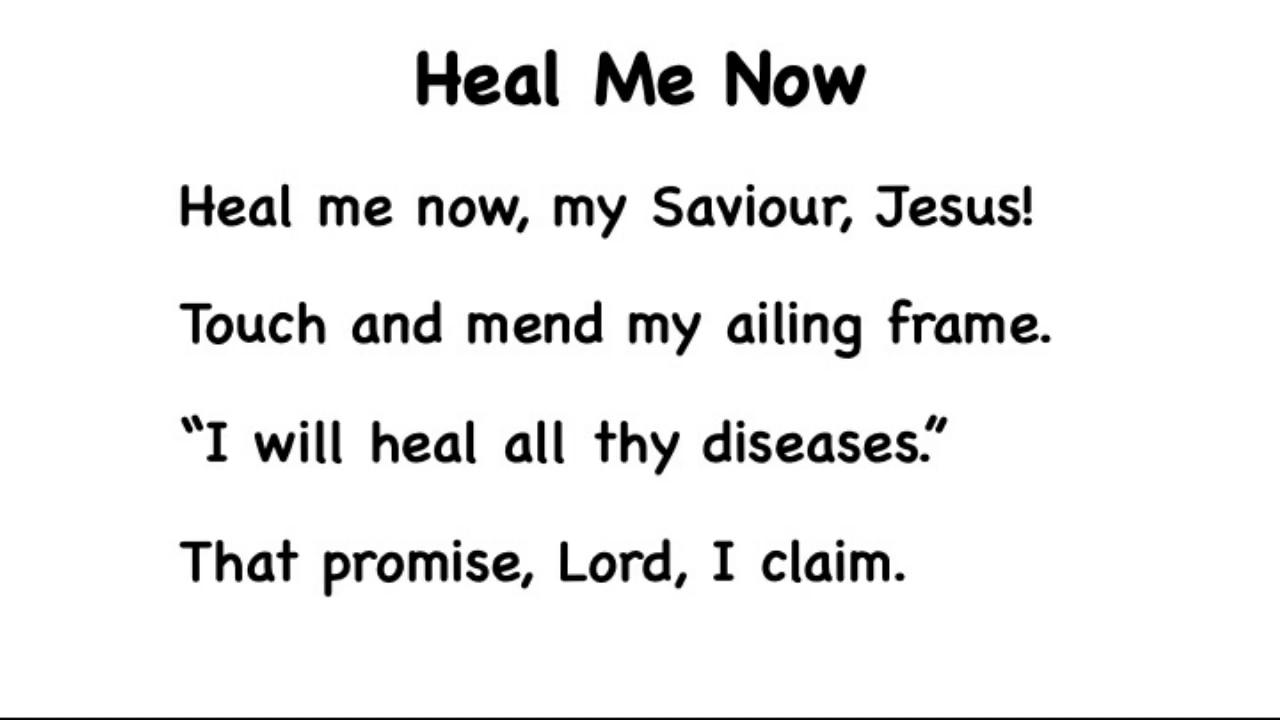 Heal Me Now
Heal me now, my Saviour, Jesus!
Touch and mend my ailing frame.
“I will heal all thy diseases.”
That promise, Lord, I claim.